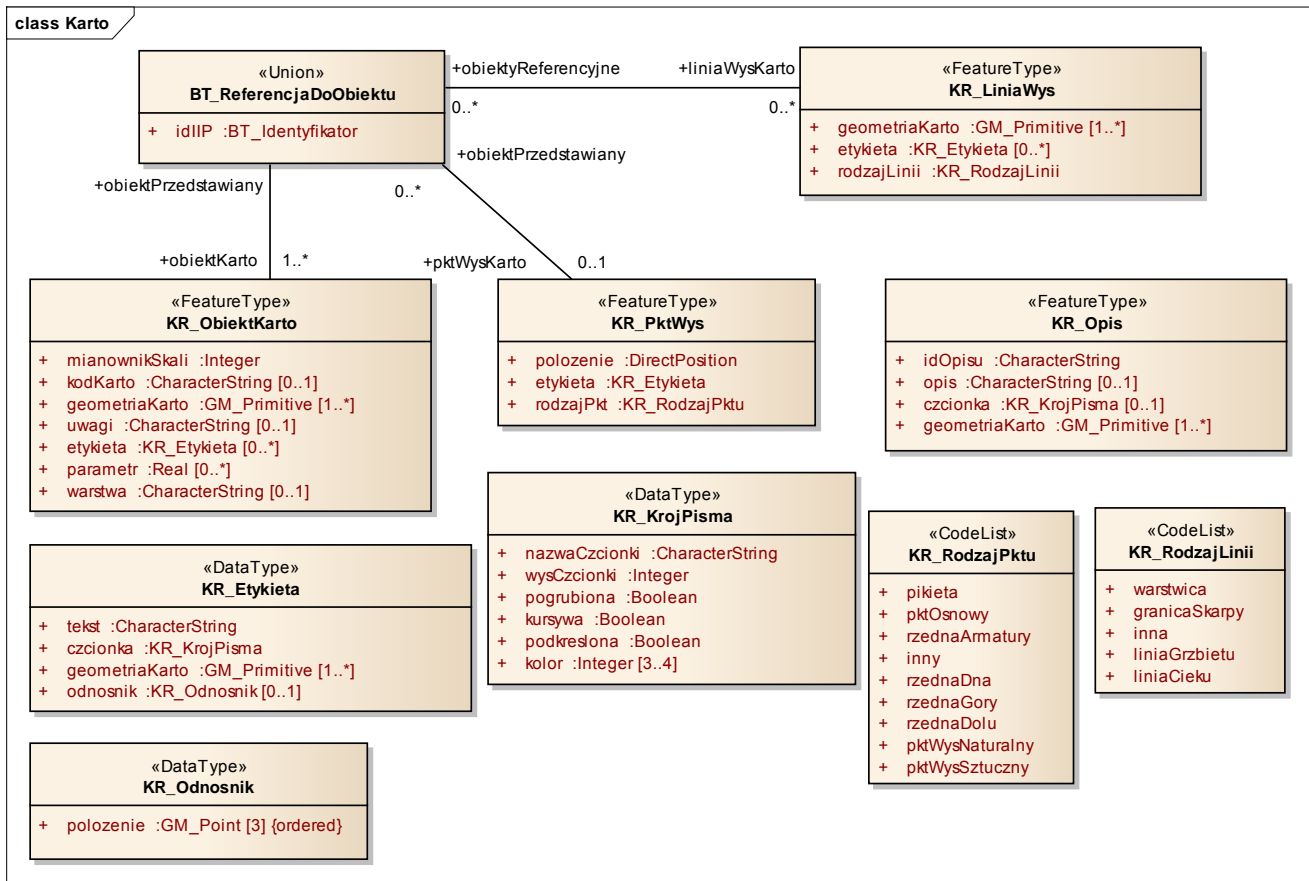 class Karto
«Union»
BT_ReferencjaDoObiektu
+ idIIP :BT_Identyfikator
+obiektyReferencyjne
0..*
+liniaWysKarto
0..*
«FeatureType»
KR_LiniaWys
+ geometriaKarto :GM_Primitive [1..*]
+ etykieta :KR_Etykieta [0..*]
+ rodzajLinii :KR_RodzajLinii
+obiektPrzedstawiany
0..*
+obiektPrzedstawiany
+obiektKarto
1..*
+pktWysKarto
0..1
«FeatureType»
KR_ObiektKarto
+ mianownikSkali :Integer
+ kodKarto :CharacterString [0..1]
+ geometriaKarto :GM_Primitive [1..*]
+ uwagi :CharacterString [0..1]
+ etykieta :KR_Etykieta [0..*]
+ parametr :Real [0..*]
+ warstwa :CharacterString [0..1]
«FeatureType»
KR_PktWys
+ polozenie :DirectPosition
+ etykieta :KR_Etykieta
+ rodzajPkt :KR_RodzajPktu
«FeatureType»
KR_Opis
+ idOpisu :CharacterString
+ opis :CharacterString [0..1]
+ czcionka :KR_KrojPisma [0..1]
+ geometriaKarto :GM_Primitive [1..*]
«DataType»
KR_KrojPisma
+ nazwaCzcionki :CharacterString
+ wysCzcionki :Integer
+ pogrubiona :Boolean
+ kursywa :Boolean
+ podkreslona :Boolean
+ kolor :Integer [3..4]
«CodeList»
KR_RodzajPktu
+ pikieta
+ pktOsnowy
+ rzednaArmatury
+ inny
+ rzednaDna
+ rzednaGory
+ rzednaDolu
+ pktWysNaturalny
+ pktWysSztuczny
«CodeList»
KR_RodzajLinii
+ warstwica
+ granicaSkarpy
+ inna
+ liniaGrzbietu
+ liniaCieku
«DataType»
KR_Etykieta
+ tekst :CharacterString
+ czcionka :KR_KrojPisma
+ geometriaKarto :GM_Primitive [1..*]
+ odnosnik :KR_Odnosnik [0..1]
«DataType»
KR_Odnosnik
+ polozenie :GM_Point [3] {ordered}